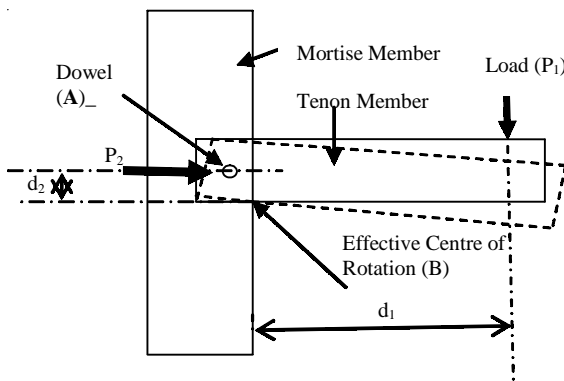 Mortise Member
Dowel
(A)_
Load (P1)
Tenon Member
P2
d2
Effective Centre of
Rotation (B)
d1